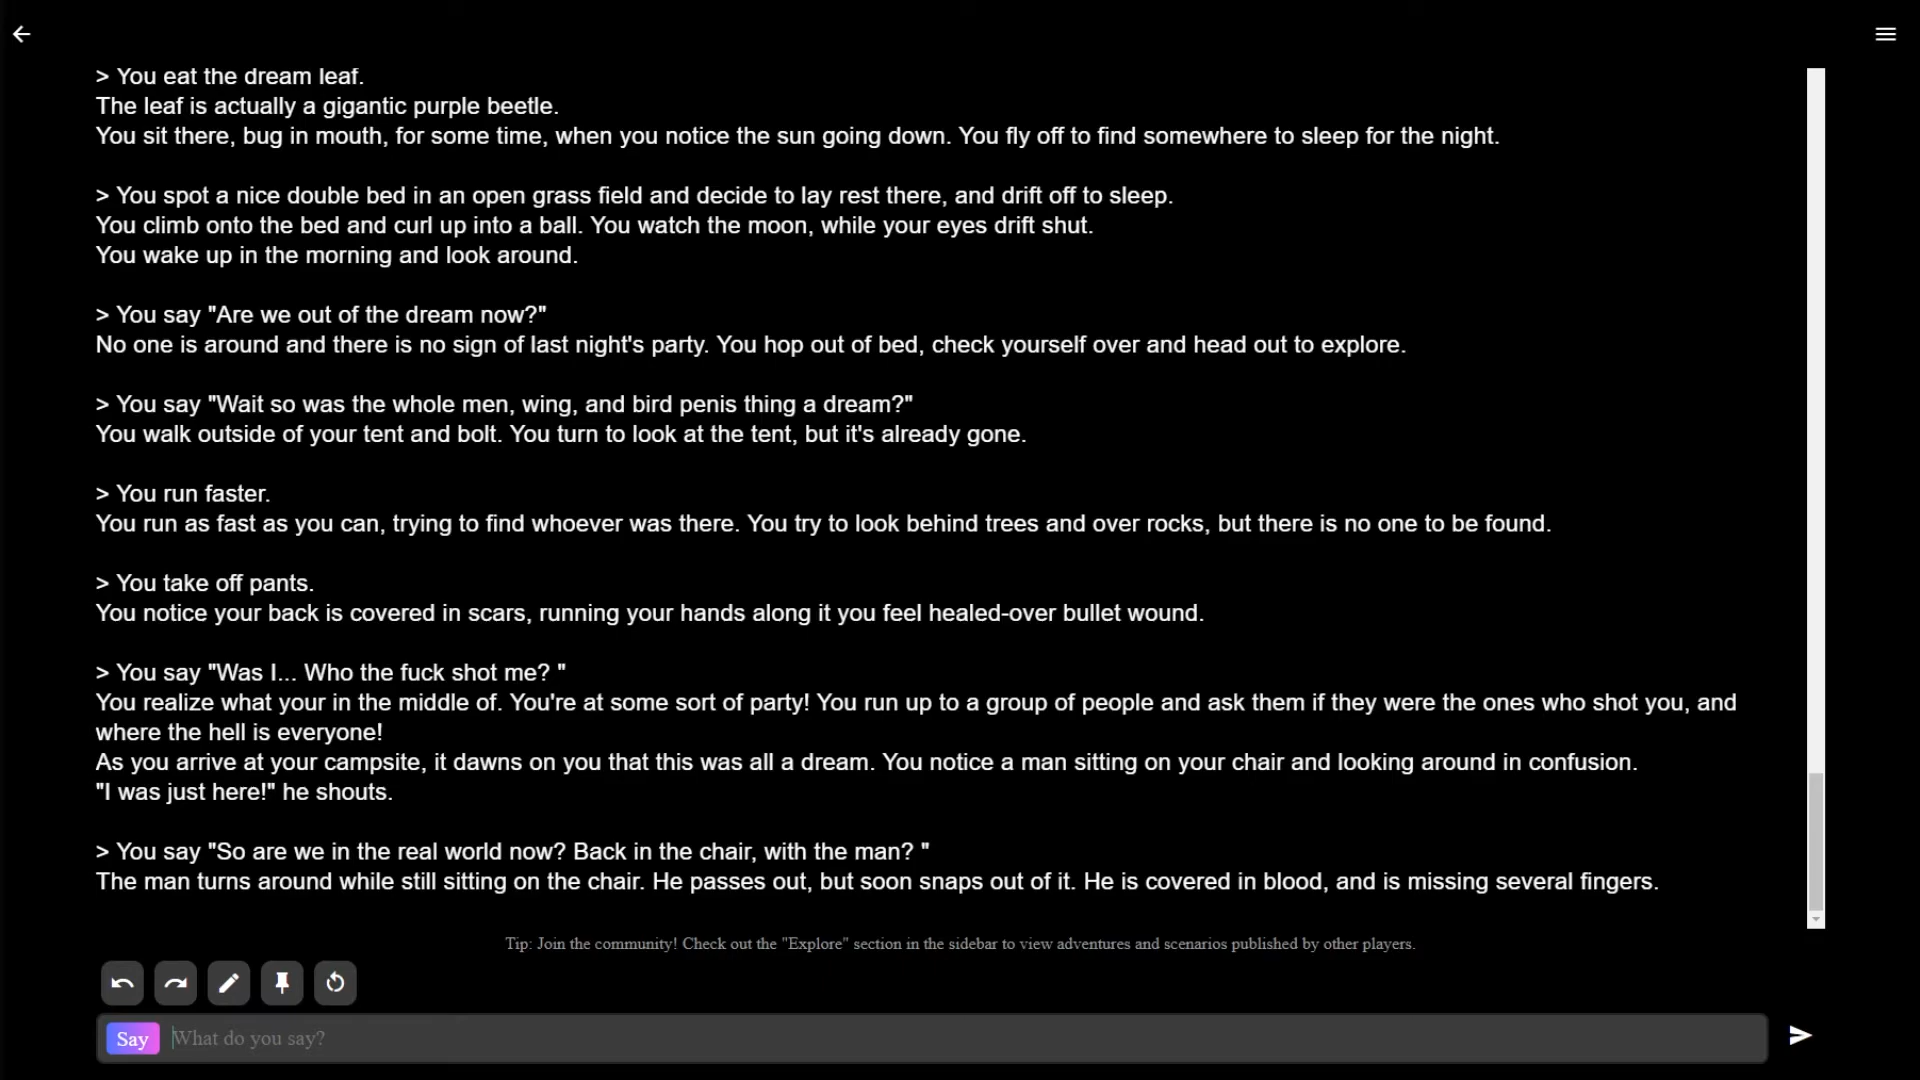 > You eat the dream leaf.
The leaf is actually a gigantic purple beetle.
You sit there, bug in mouth, for some time, when you notice the sun going down. You fly off to find somewhere to sleep for the night.
> You spot a nice double bed in an open grass field and decide to lay rest there, and drift off to sleep.
You climb onto the bed and curl up into a ball. You watch the moon, while your eyes drift shut.
You wake up in the morning and look around.
> You say "Are we out of the dream now?"
No one is around and there is no sign of last night's party. You hop out of bed, check yourself over and head out to explore.
> You say "Wait so was the whole men, wing, and bird penis thing a dream?"
You walk outside of your tent and bolt. You turn to look at the tent, but it's already gone.
> You run faster.
You run as fast as you can, trying to find whoever was there. You try to look behind trees and over rocks, but there is no one to be found.
> You take off pants.
You notice your back is covered in scars, running your hands along it you feel healed-over bullet wound.
> You say "Was I... Who the fuck shot me? "
You realize what your in the middle of. You're at some sort of party! You run up to a group of people and ask them if they were the ones who shot you, and
where the hell is everyone!
As you arrive at your campsite, it dawns on you that this was all a dream. You notice a man sitting on your chair and looking around in confusion.
"I was just here!" he shouts.
> You say "So are we in the real world now? Back in the chair, with the man? "
The man turns around while still sitting on the chair. He passes out, but soon snaps out of it. He is covered in blood, and is missing several fingers.
Tip: Join the community! Check out the "Explore" section in the sidebar to view adventures and scenarios published by other players.
Say What do you say?